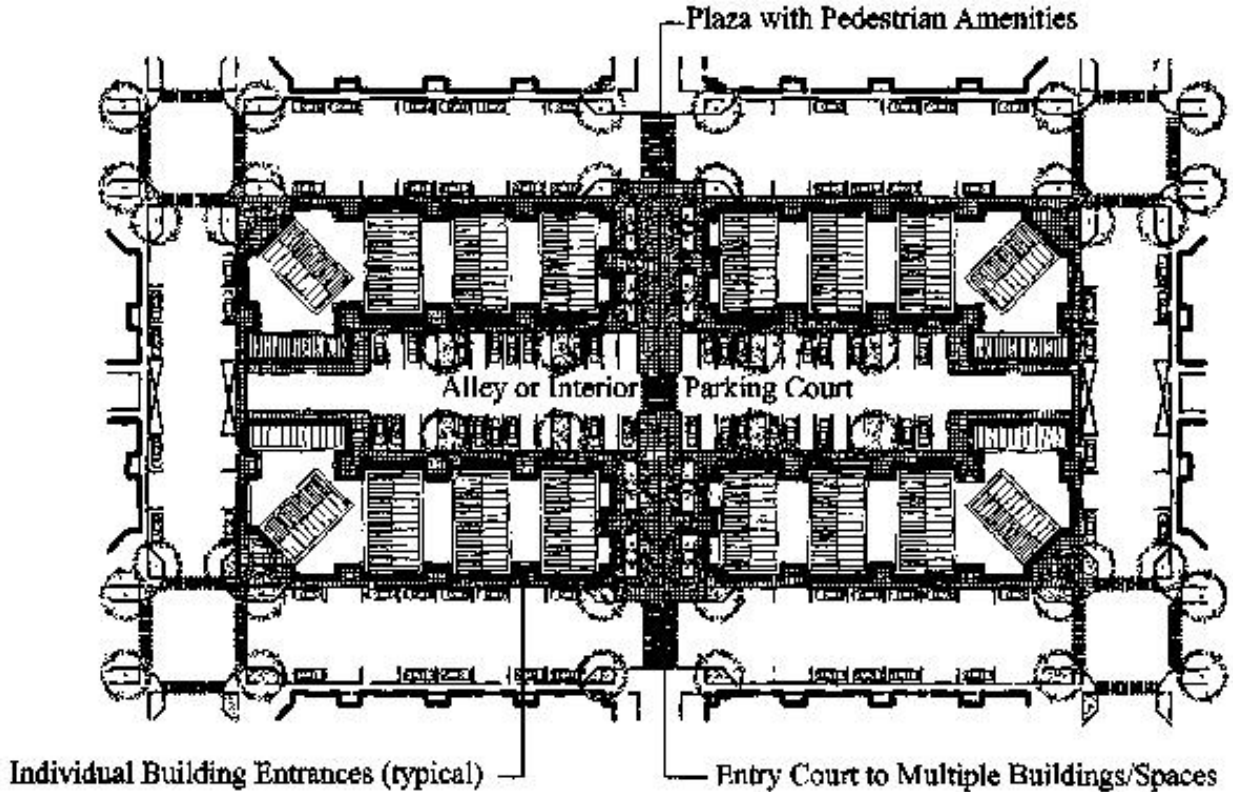 Plaza with Pedestrian Amenities
Alley or Interior Parking Court
Individual Building Entrances (typical)
Entry Court to Multiple Buildings/Spaces